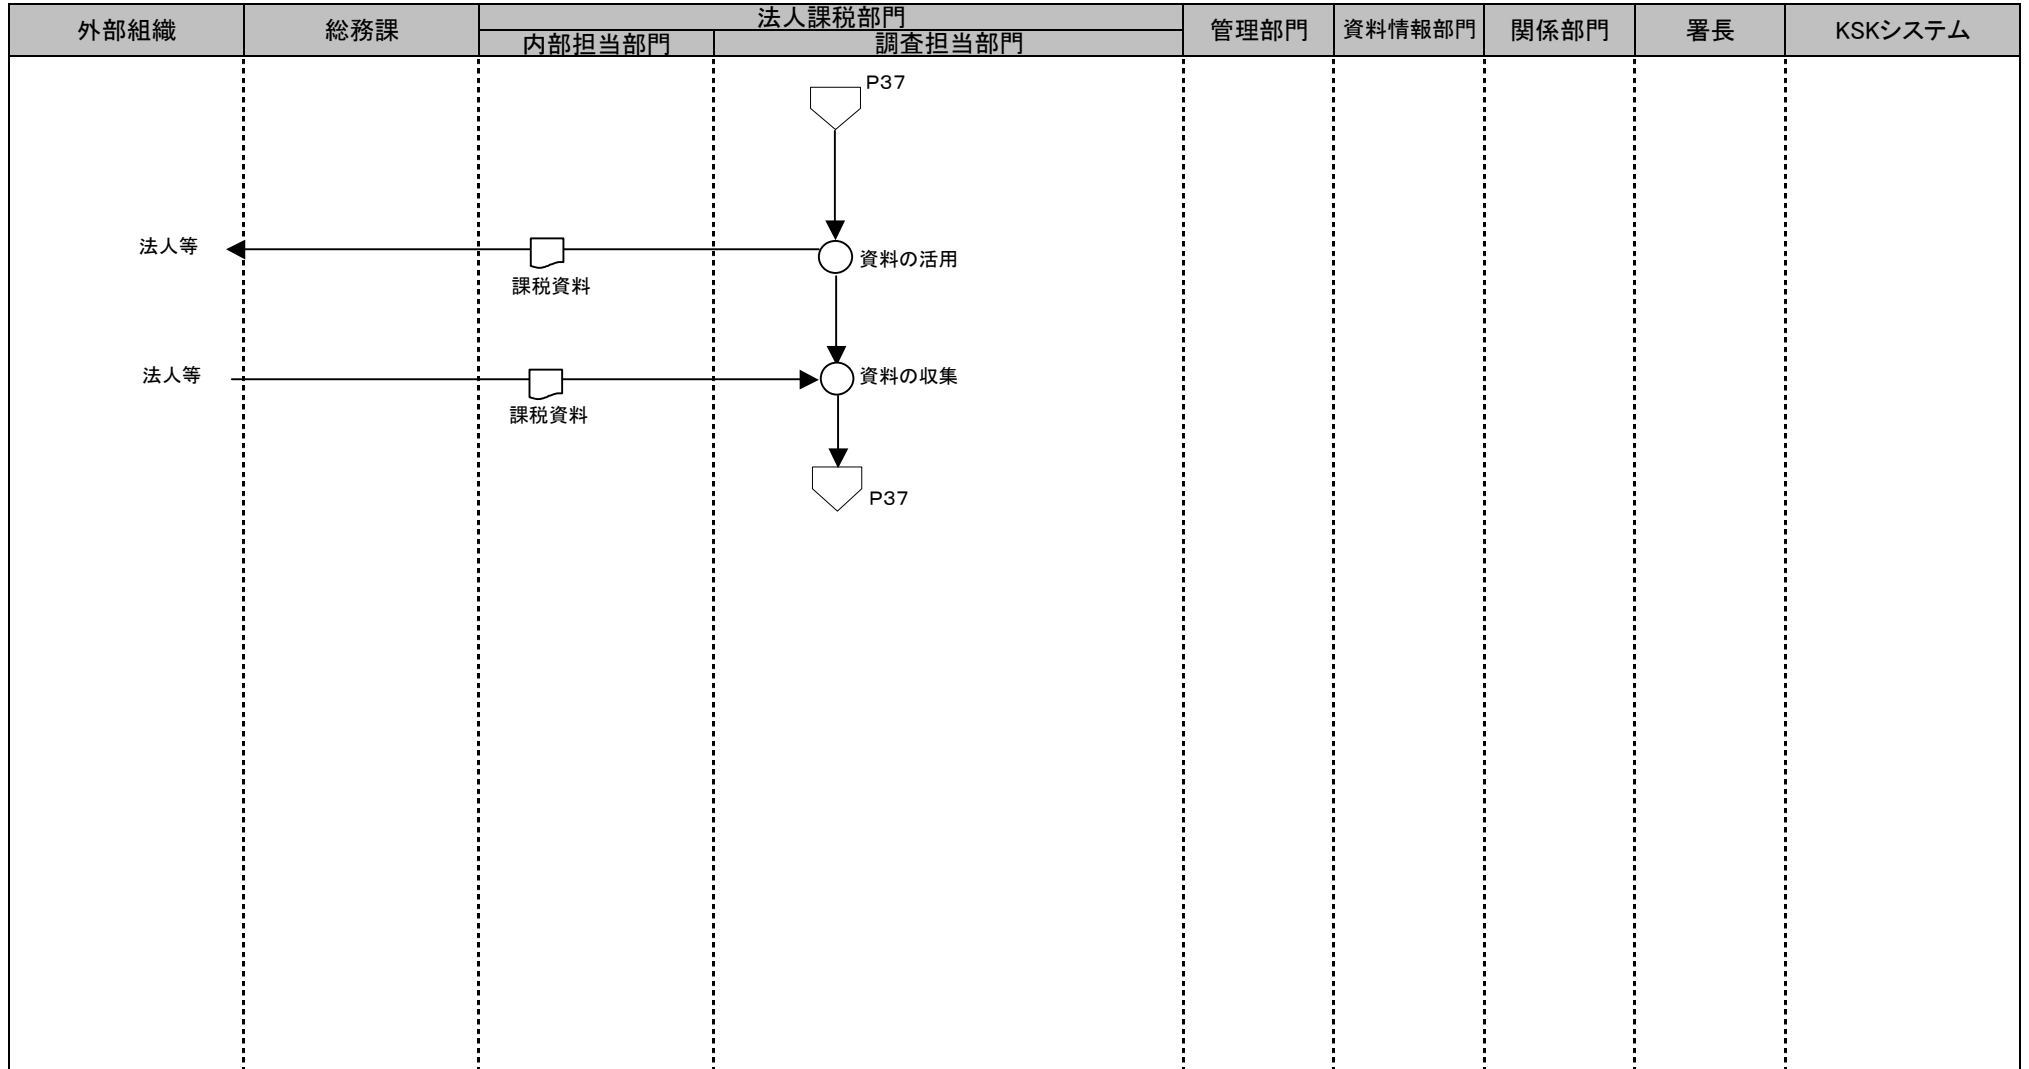 外部組織
総務課
法人課税部門
内部担当部門
調査担当部門
管理部門
資料情報部門
関係部門
署長
KSKシステム
P37
法人等
課税資料
資料の活用
法人等
課税資料
資料の収集
P37